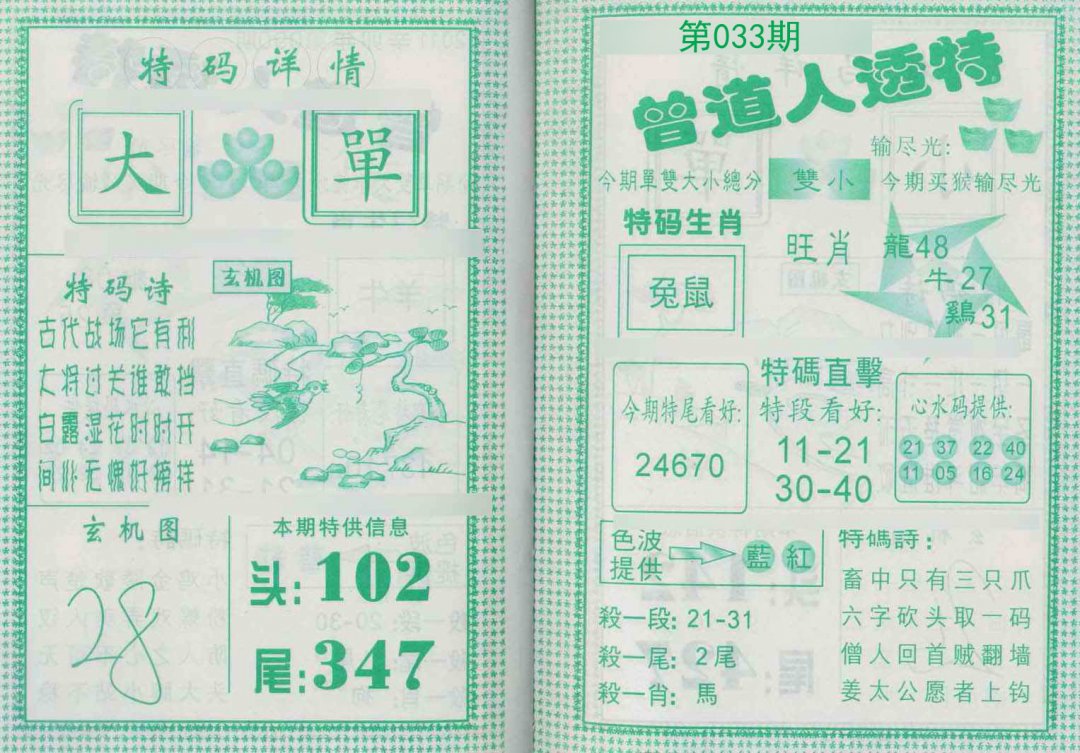 特码详情
大 單
特码诗
古代战场它有利
大将过关谁敢挡
白露湿花时时开
无愧好榜样
玄机图
玄机图
28
本期特供信息
头:102
尾:347
第033期
曾道人透特
输尽光:
今期單雙大小總分 雙小 今期买猴输尽光
特码生肖
兔鼠
旺肖
龍48
牛27
鷄31
今期特尾看好:
24670
特碼直擊
特段看好:
11-21
30-40
心水码提供:
21 37 22 40
11 05 16 24
色波
提供
藍 紅
殺一段: 21-31
殺一尾: 2尾
殺一肖: 馬
特碼詩:
畜中只有三只爪
六字砍头取一码
僧人回首贼翻墙
姜太公愿者上钩